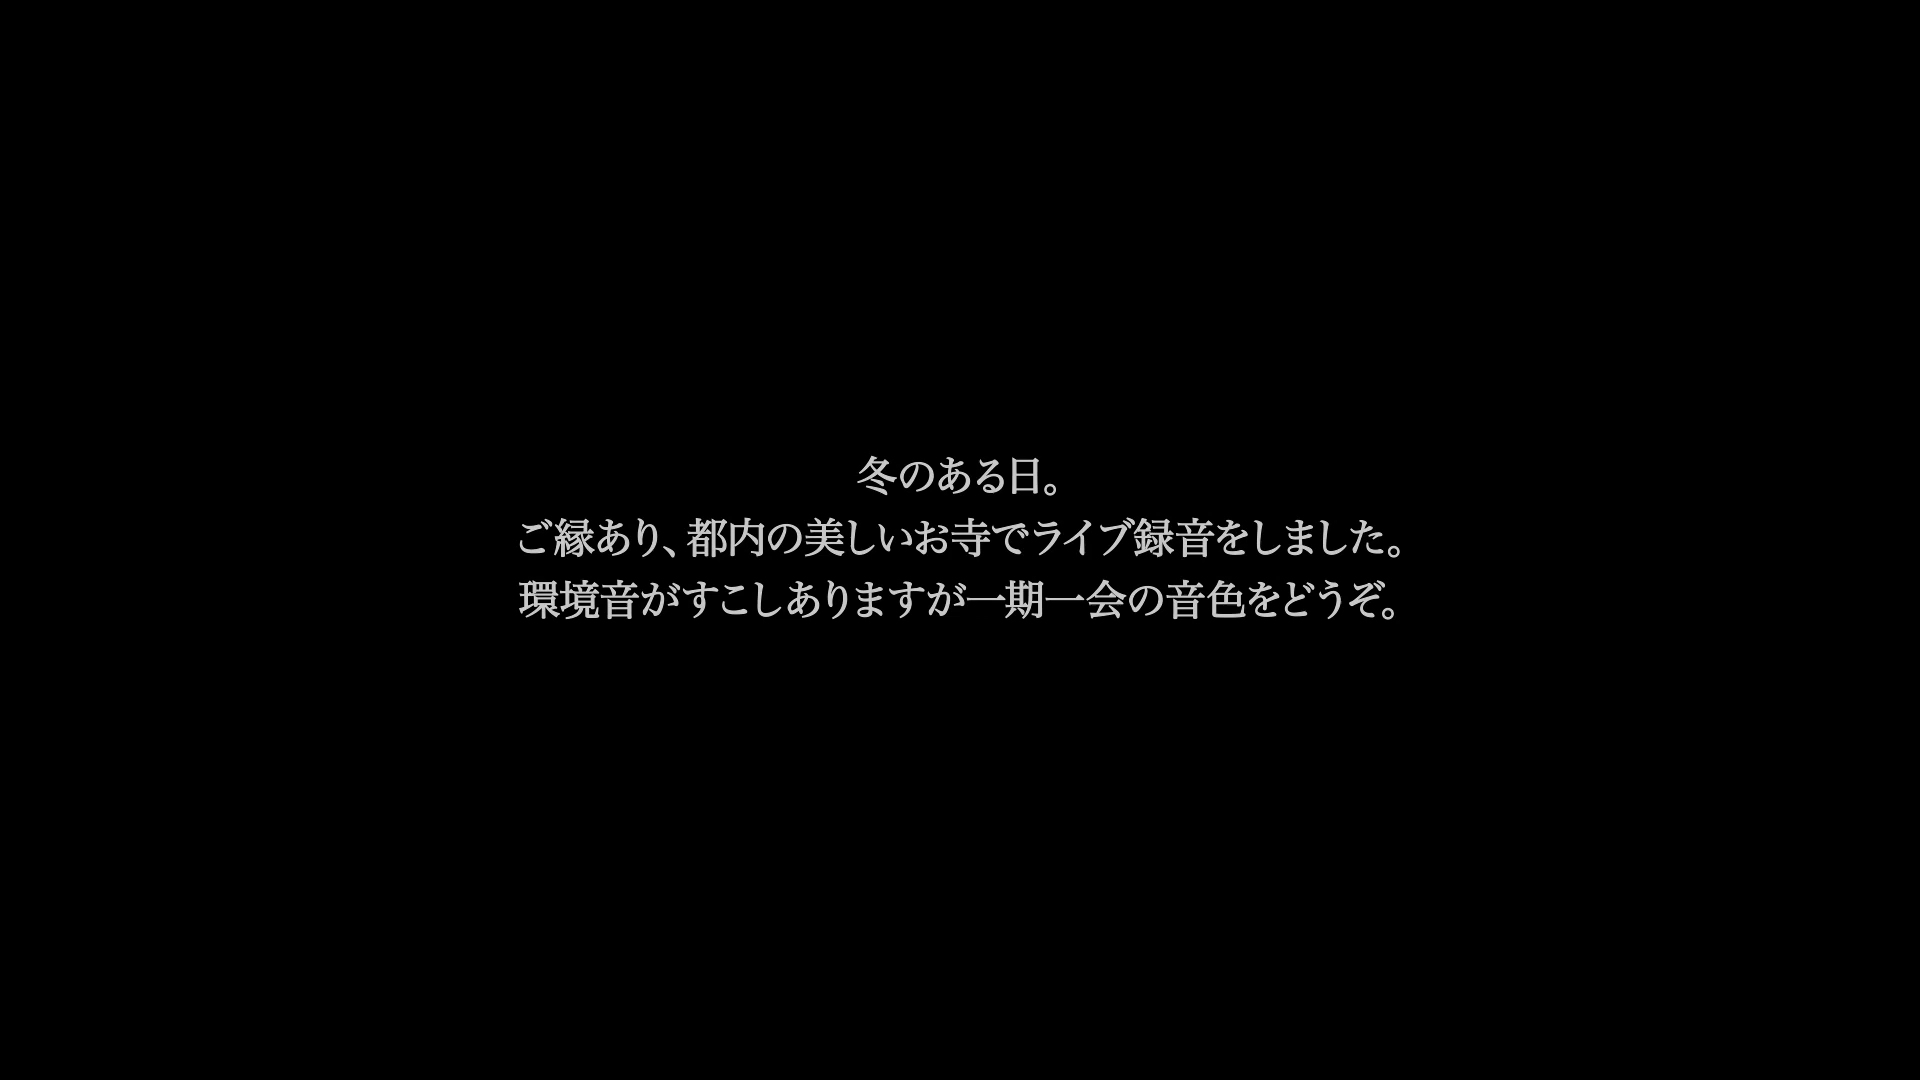 冬のある日。
ご縁あり、都内の美しいお寺でライブ録音をしました。
環境音がすこしありますが一期一会の音色をどうぞ。